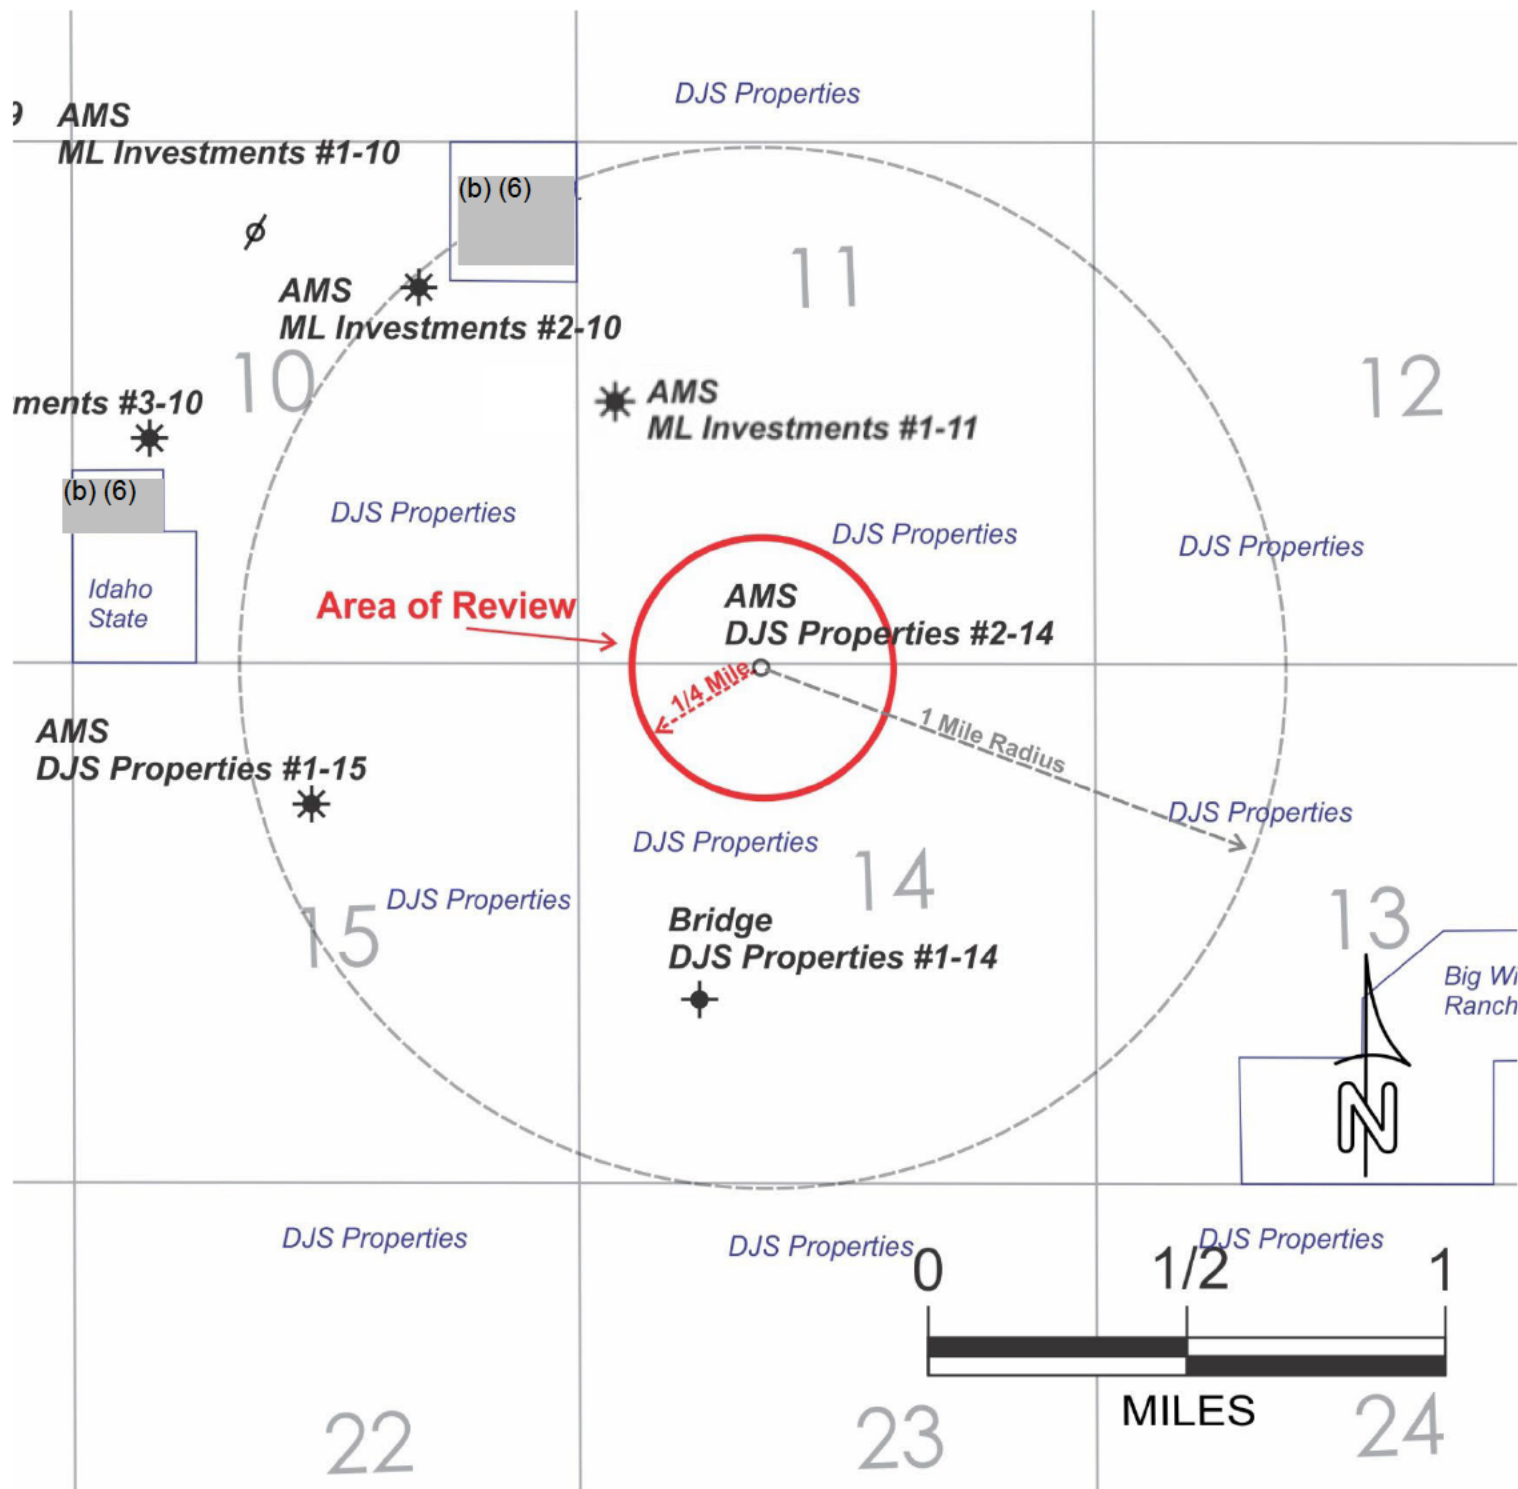 DJS Properties
9
AMS
ML Investments #1-10
(b) (6)
11
AMS
ML Investments #2-10
10
12
AMS
ML Investments #1-11
ments #3-10
(b) (6)
DJS Properties
DJS Properties
DJS Properties
Idaho
State
Area of Review
AMS
DJS Properties #2-14
1/4 Mile
1 Mile Radius
AMS
DJS Properties #1-15
DJS Properties
DJS Properties
14
DJS Properties
15
13
Bridge
DJS Properties #1-14
Big Wi
Ranch
N
DJS Properties
DJS Properties
DJS Properties
0 1/2 1
MILES
22
23
24